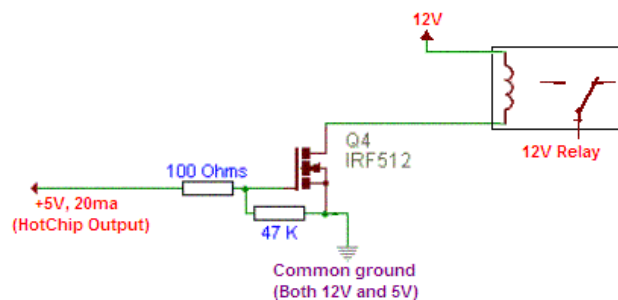 12V
Q4
IRF512
12V Relay
100 Ohms
+5V, 20ma
(HotChip Output)
47 K
Common ground
(Both 12V and 5V)